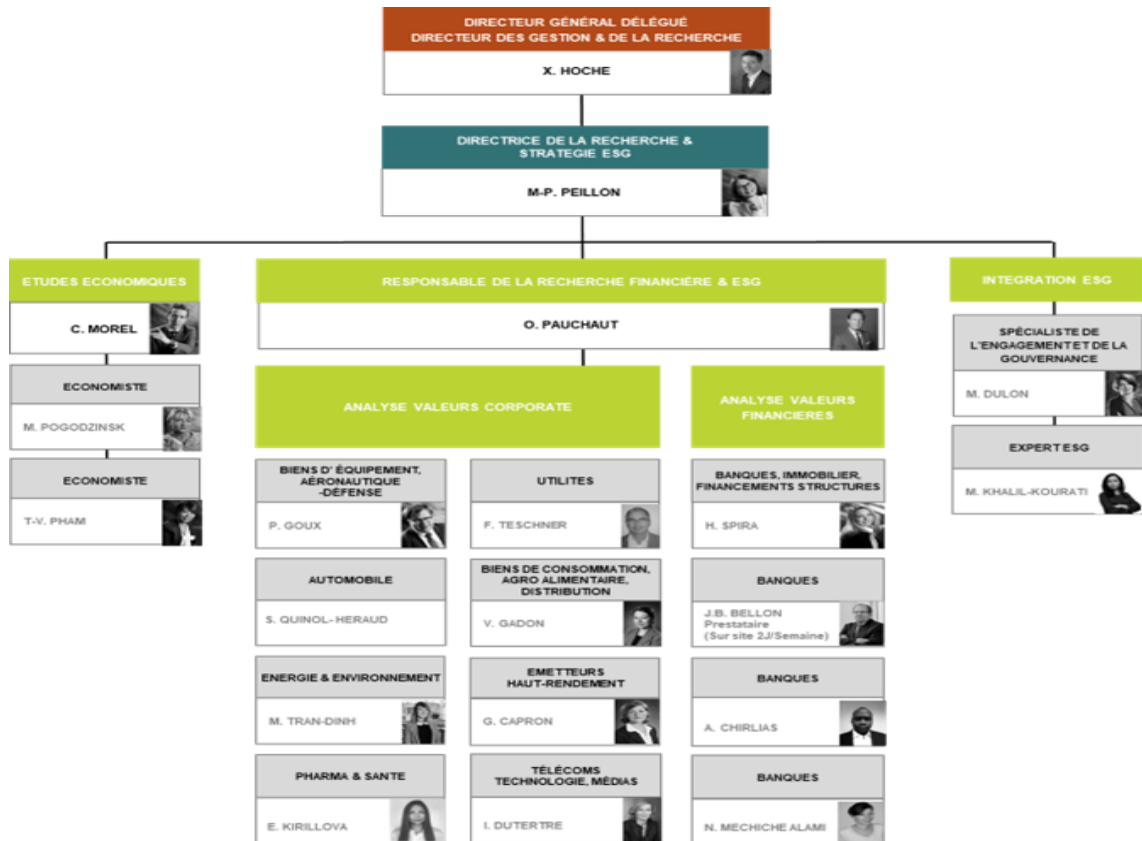 DIRECTEUR GÉNÉRAL DÉLÉGUÉ
DIRECTEUR DES GESTION & DE LA RECHERCHE
X. HOCHE
DIRECTRICE DE LA RECHERCHE &
STRATEGIE ESG
M-P. PEILLON
ETUDES ECONOMIQUES
C. MOREL
ECONOMISTE
M. POGODZINSK
ECONOMISTE
T-V. PHAM
RESPONSABLE DE LA RECHERCHE FINANCIÉRE & ESG
O. PAUCHAUT
ANALYSE VALEURS CORPORATE
BIENS D' ÉQUIPEMENT,
AÉRONAUTIQUE
-DÉFENSE
P. GOUX
AUTOMOBILE
S. QUINOL- HERAUD
ENERGIE & ENVIRONNEMENT
M. TRAN-DINH
PHARMA & SANTE
E. KIRILLOVA
UTILITES
F. TESCHNER
BIENS DE CONSOMMATION,
AGRO ALIMENTAIRE,
DISTRIBUTION
V. GADON
EMETTEURS
HAUT-RENDEMENT
G. CAPRON
TÉLÉCOMS
TECHNOLOGIE, MÉDIAS
I. DUTERTRE
ANALYSE VALEURS
FINANCIERES
BANQUES, IMMOBILIER,
FINANCEMENTS STRUCTURES
H. SPIRA
BANQUES
J.B. BELLON
Prestataire
(Sur site 2J/Semaine)
BANQUES
A. CHIRLIAS
BANQUES
N. MECHICHE ALAMI
INTEGRATION ESG
SPÉCIALISTE DE
L'ENGAGEMENT ET DE LA
GOUVERNANCE
M. DULON
EXPERT ESG
M. KHALIL-KOURATI